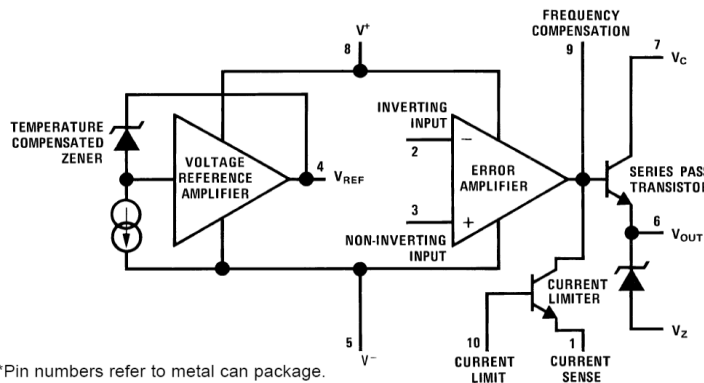 FREQUENCY
COMPENSATION
V+
8
9
7
VC
TEMPERATURE
COMPENSATED
ZENER
VOLTAGE
REFERENCE
AMPLIFIER
4
VREF
INVERTING
INPUT
2
−
ERROR
AMPLIFIER
3
+
NON-INVERTING
INPUT
SERIES PASS
TRANSISTOR
6
VOUT
CURRENT
LIMITER
VZ
5
V−
10
CURRENT
LIMIT
1
CURRENT
SENSE
*Pin numbers refer to metal can package.